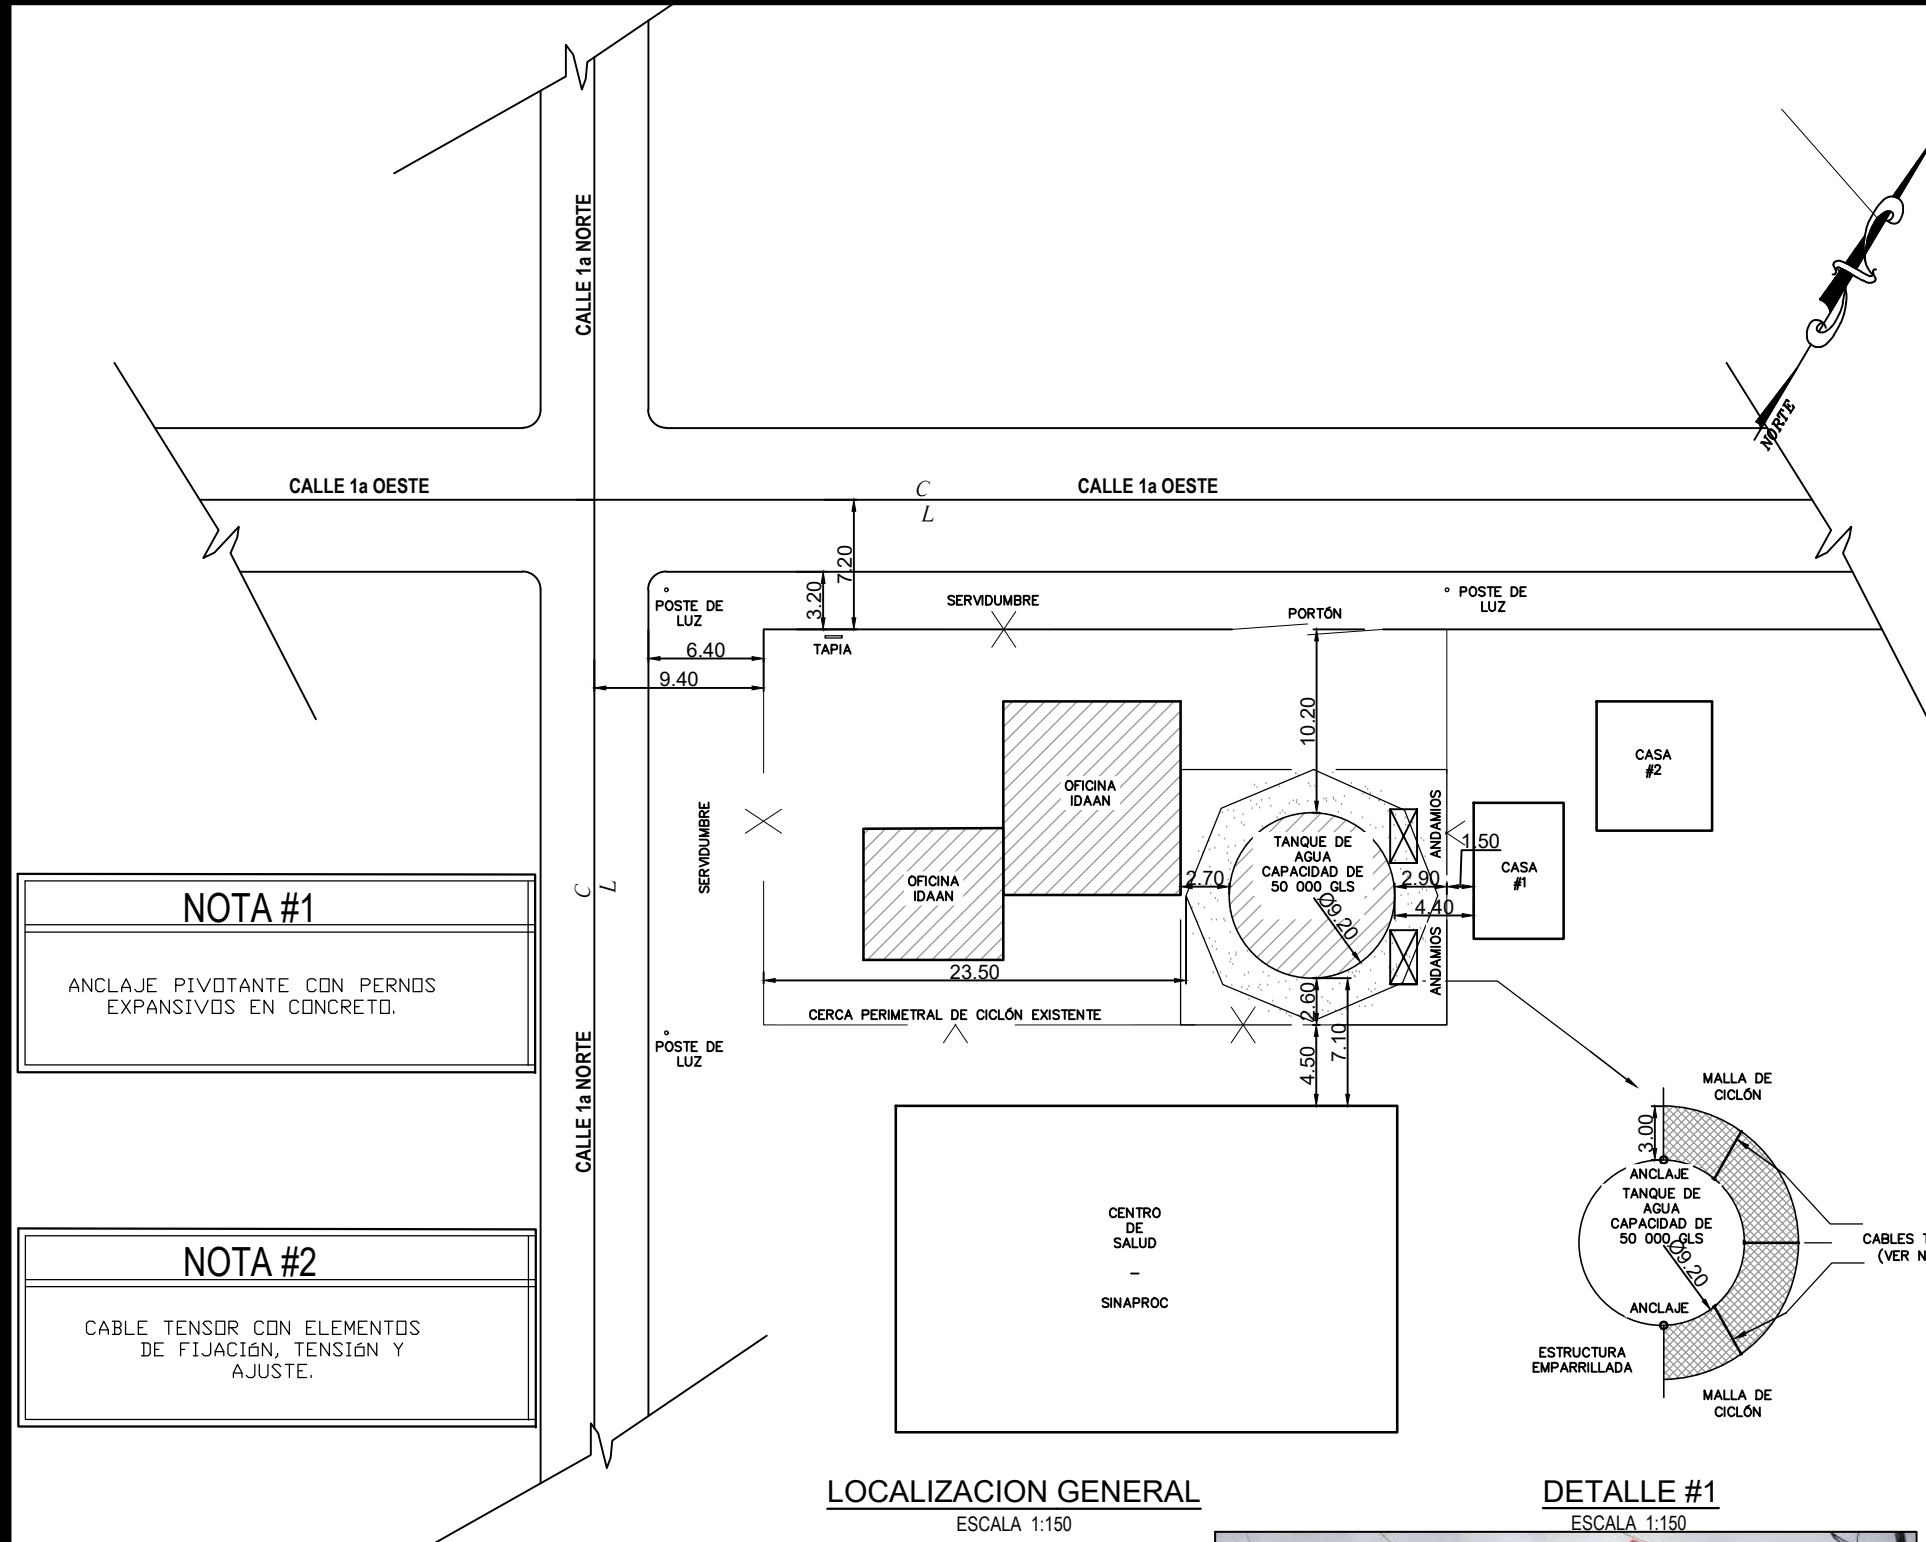 CALLE 1a NORTE
NORTE
CALLE 1a OESTE
C
L
CALLE 1a OESTE
7.20
3.20
POSTE DE
LUZ
SERVIDUMBRE
PORTÓN
POSTE DE
LUZ
TAPIA
6.40
9.40
10.20
SERVIDUMBRE
OFICINA
IDAAN
OFICINA
IDAAN
TANQUE DE
AGUA
CAPACIDAD DE
50 000 GLS
Ø9.20
ANDAMIOS
ANDAMIOS
CASA
#2
CASA
#1
1.50
2.70
2.90
4.40
23.50
2.60
7.10
4.50
CERCA PERIMETRAL DE CICLÓN EXISTENTE
C
L
NOTA #1
ANCLAJE PIVOTANTE CON PERNOS
EXPANSIVOS EN CONCRETO.
POSTE DE
LUZ
CALLE 1a NORTE
NOTA #2
CABLE TENSOR CON ELEMENTOS
DE FIJACIÓN, TENSIÓN Y
AJUSTE.
CENTRO
DE
SALUD
–
SINAPROC
MALLA DE
CICLÓN
3.00
ANCLAJE
TANQUE DE
AGUA
CAPACIDAD DE
50 000 GLS
Ø9.20
ANCLAJE
CABLES T
(VER N
ESTRUCTURA
EMPARRILLADA
MALLA DE
CICLÓN
LOCALIZACION GENERAL
ESCALA 1:150
DETALLE #1
ESCALA 1:150